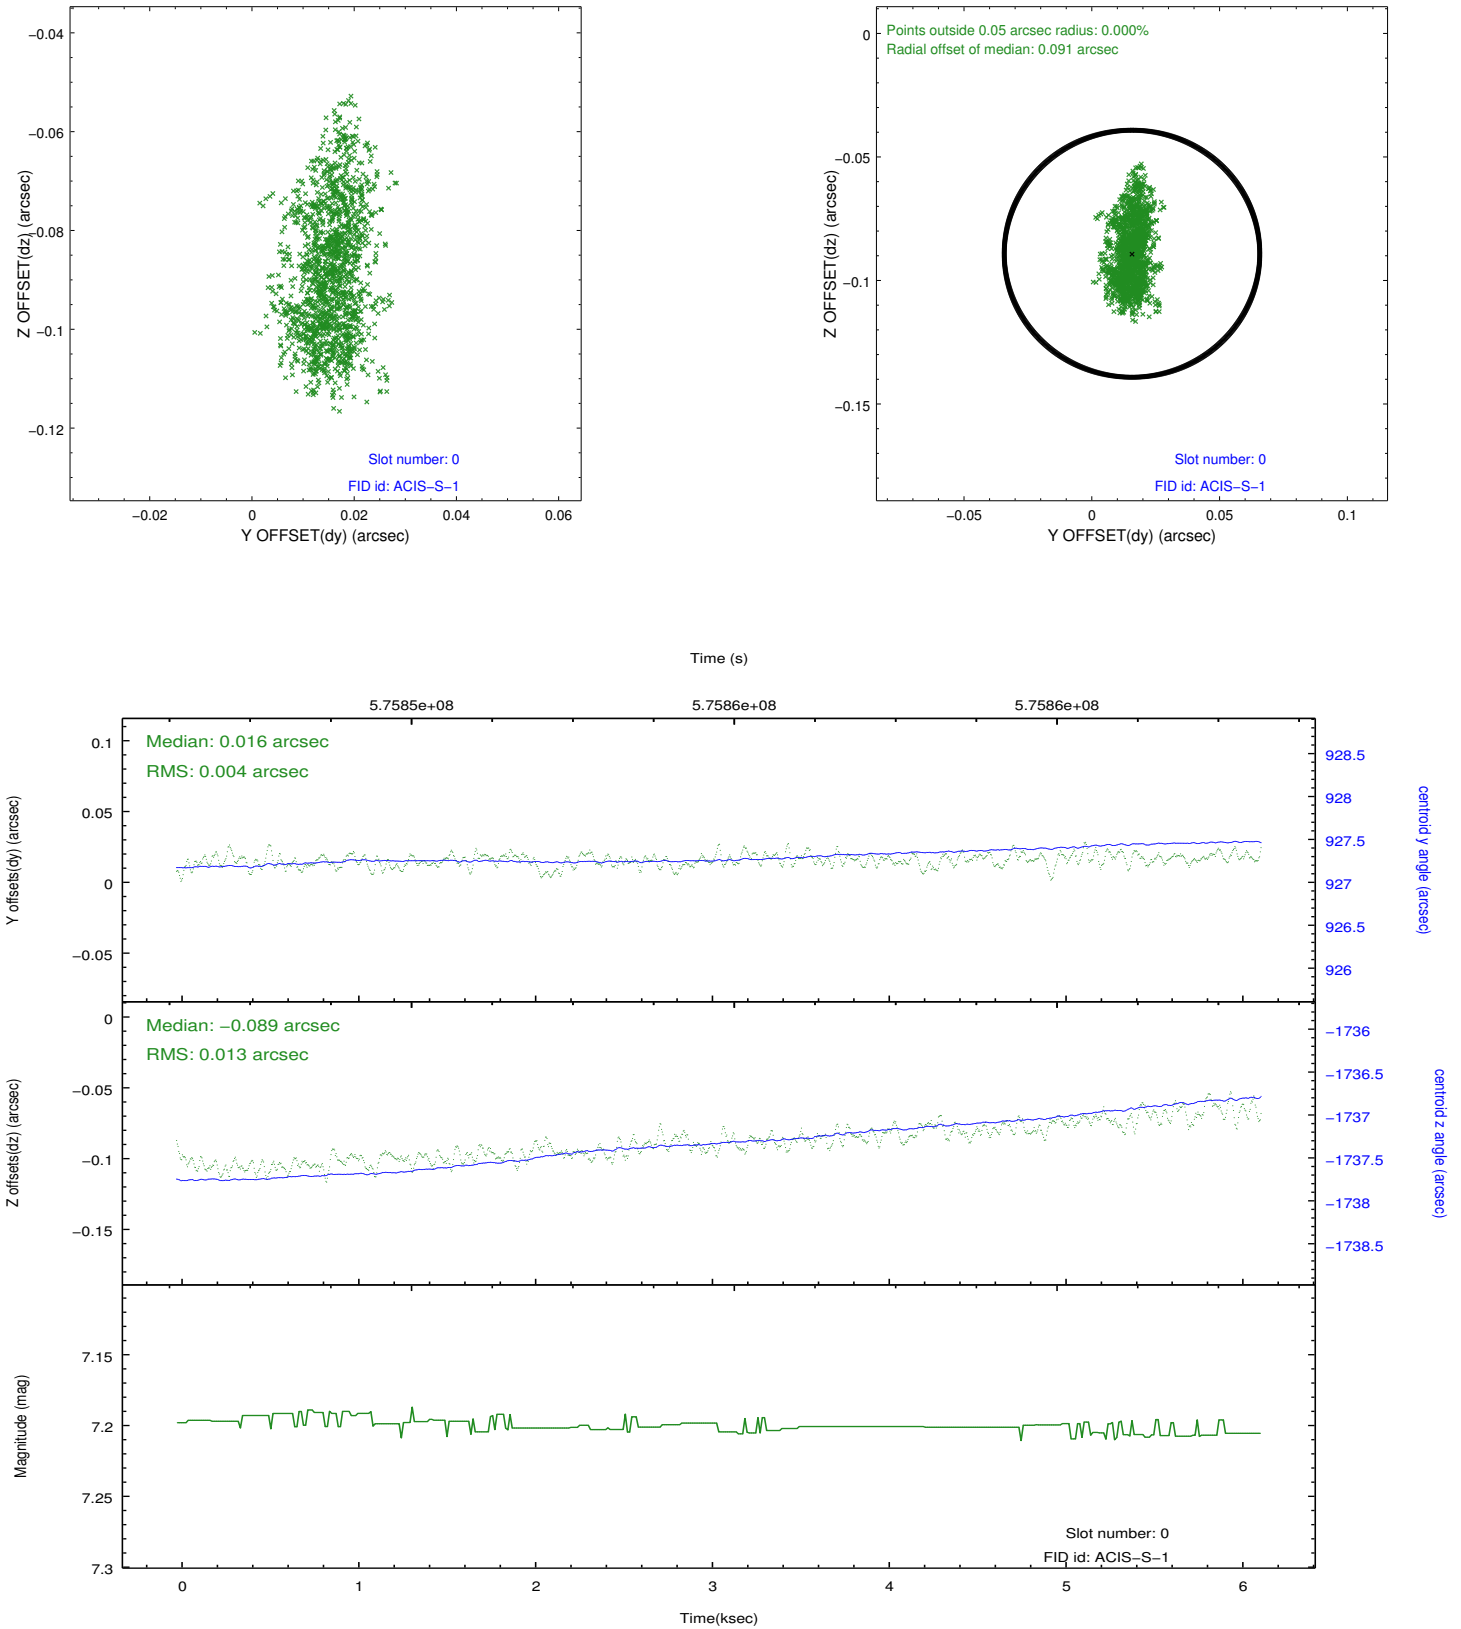 −0.04
−0.06
−0.08
−0.1
−0.12
Z OFFSET(dz) (arcsec)
Slot number: 0
FID id: ACIS−S−1
−0.02
0
0.02
0.04
0.06
Y OFFSET(dy) (arcsec)
Points outside 0.05 arcsec radius: 0.000%
Radial offset of median: 0.091 arcsec
0
−0.05
−0.1
−0.15
Z OFFSET(dz) (arcsec)
Slot number: 0
FID id: ACIS−S−1
−0.05
0
0.05
0.1
Y OFFSET(dy) (arcsec)
Time (s)
5.7585e+08
5.7586e+08
5.7586e+08
Median: 0.016 arcsec
RMS: 0.004 arcsec
0.1
0.05
0
−0.05
Y offsets(dy) (arcsec)
928.5
928
927.5
927
926.5
926
centroid y angle (arcsec)
Median: −0.089 arcsec
RMS: 0.013 arcsec
0
−0.05
−0.1
−0.15
Z offsets(dz) (arcsec)
−1736
−1736.5
−1737
−1737.5
−1738
−1738.5
centroid z angle (arcsec)
7.15
7.2
7.25
7.3
Magnitude (mag)
Slot number: 0
FID id: ACIS−S−1
0
1
2
3
4
5
6
Time(ksec)